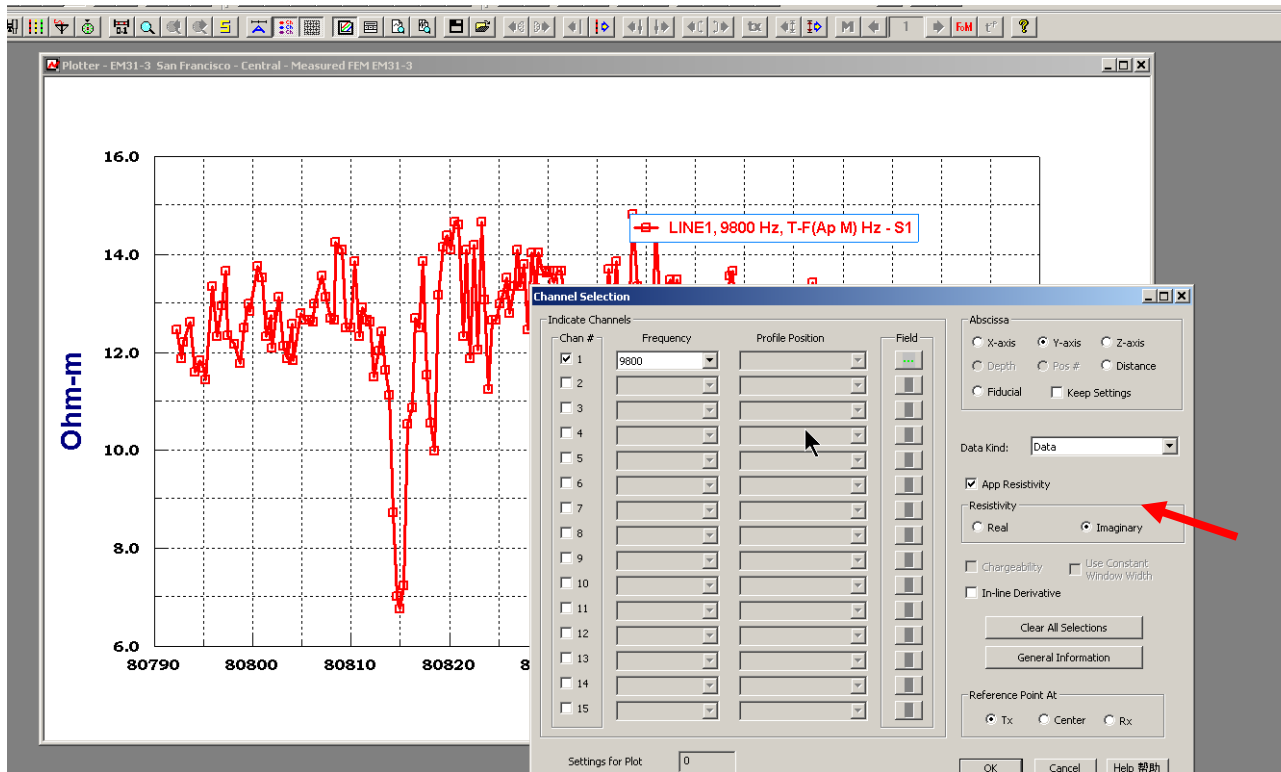 M 1 FoM t
Plotter - EM31-3 San Francisco - Central - Measured FEM EM31-3
16.0
LINE1, 9800 Hz, T-F(Ap M) Hz - S1
14.0
12.0
10.0
8.0
6.0
Ohm-m
80790 80800 80810 80820 8
Channel Selection
Indicate Channels
Chan # Frequency Profile Position Field
1 9800
2
3
4
5
6
7
8
9
10
11
12
13
14
15
Settings for Plot 0
Abscissa
X-axis Y-axis Z-axis
Depth Pos # Distance
Fiducial Keep Settings
Data Kind: Data
App Resistivity
Resistivity
Real Imaginary
Chargeability Use Constant
Window Width
In-line Derivative
Clear All Selections
General Information
Reference Point At
Tx Center Rx
OK Cancel Help 帮助